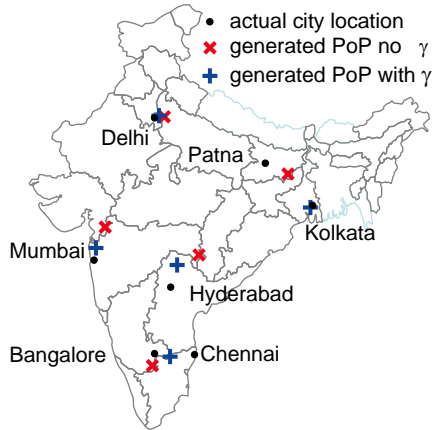 actual city location
generated PoP no γ
generated PoP with γ
Delhi
Patna
Kolkata
Mumbai
Hyderabad
Bangalore
Chennai